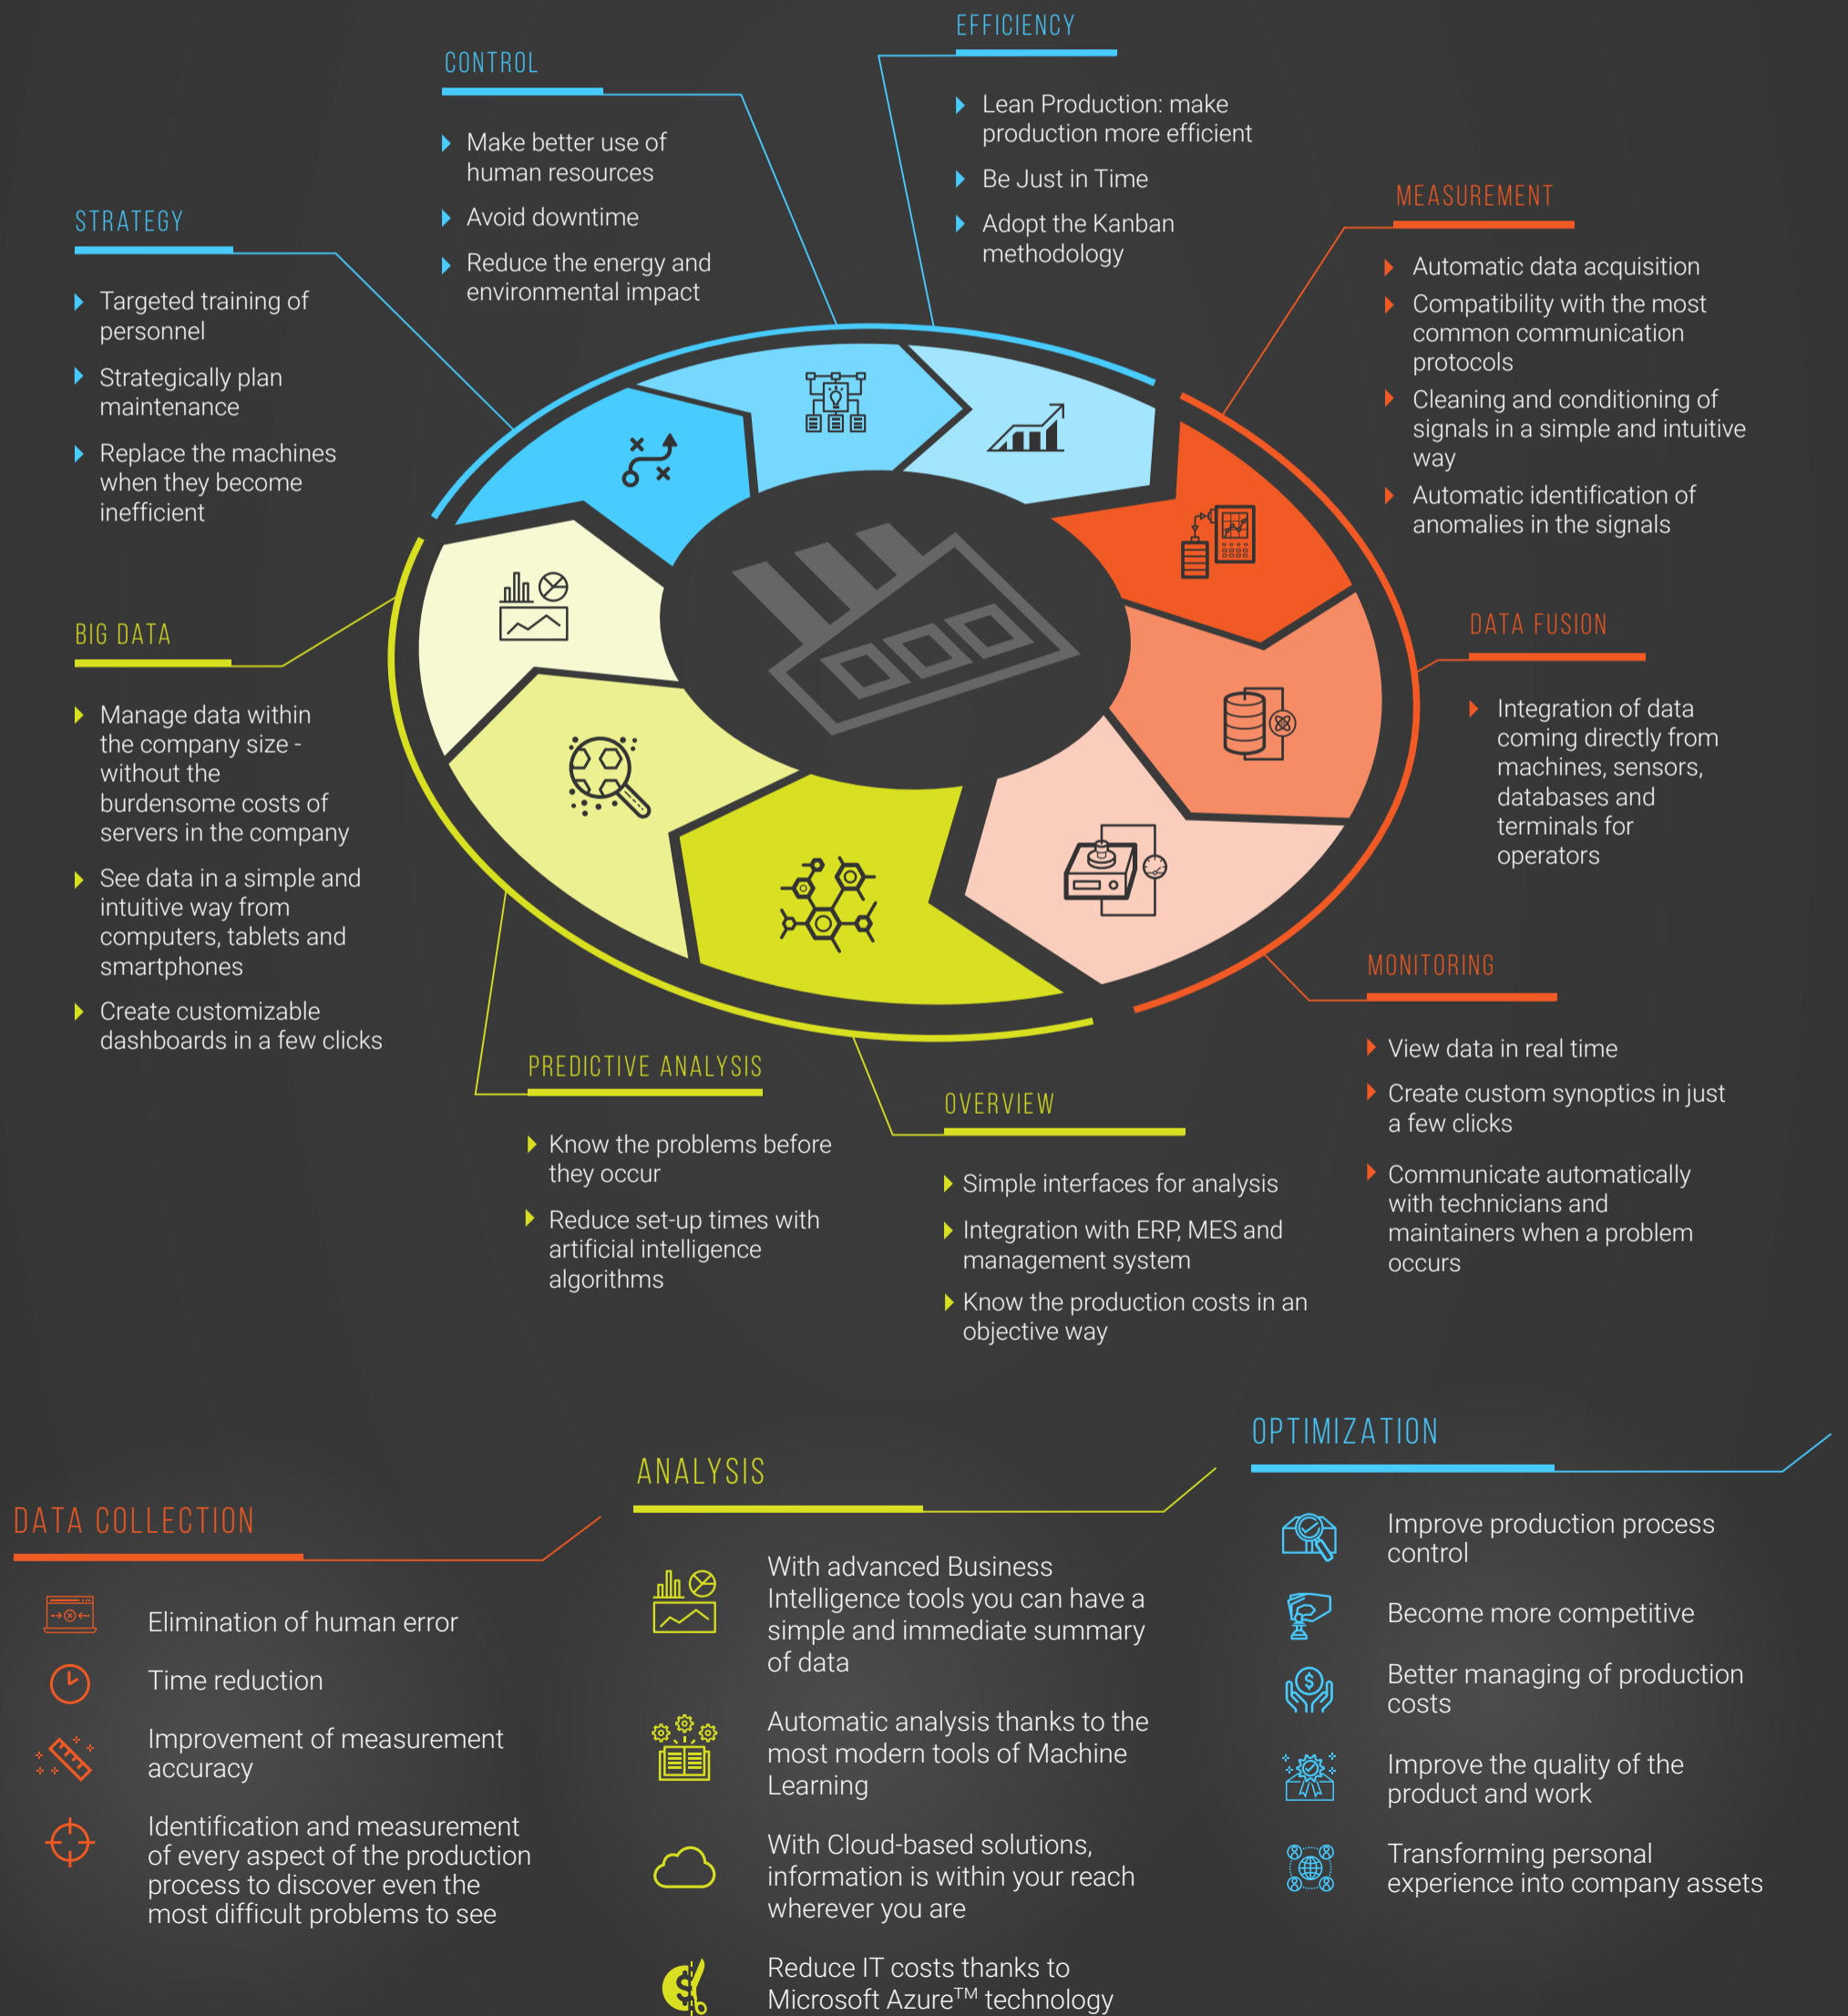 EFFICIENCY
Lean Production: make
production more efficient
Be Just in Time
Adopt the Kanban
methodology
CONTROL
Make better use of
human resources
Avoid downtime
Reduce the energy and
environmental impact
STRATEGY
Targeted training of
personnel
Strategically plan
maintenance
Replace the machines
when they become
inefficient
MEASUREMENT
Automatic data acquisition
Compatibility with the most
common communication
protocols
Cleaning and conditioning of
signals in a simple and intuitive
way
Automatic identification of
anomalies in the signals
BIG DATA
Manage data within
the company size -
without the
burdensome costs of
servers in the company
See data in a simple and
intuitive way from
computers, tablets and
smartphones
Create customizable
dashboards in a few clicks
DATA FUSION
Integration of data
coming directly from
machines, sensors,
databases and
terminals for
operators
MONITORING
View data in real time
Create custom synoptics in just
a few clicks
Communicate automatically
with technicians and
maintainers when a problem
occurs
PREDICTIVE ANALYSIS
Know the problems before
they occur
Reduce set-up times with
artificial intelligence
algorithms
OVERVIEW
Simple interfaces for analysis
Integration with ERP, MES and
management system
Know the production costs in an
objective way
DATA COLLECTION
Elimination of human error
Time reduction
Improvement of measurement
accuracy
Identification and measurement
of every aspect of the production
process to discover even the
most difficult problems to see
ANALYSIS
With advanced Business
Intelligence tools you can have a
simple and immediate summary
of data
Automatic analysis thanks to the
most modern tools of Machine
Learning
With Cloud-based solutions,
information is within your reach
wherever you are
Reduce IT costs thanks to
Microsoft Azure™ technology
OPTIMIZATION
Improve production process
control
Become more competitive
Better managing of production
costs
Improve the quality of the
product and work
Transforming personal
experience into company assets